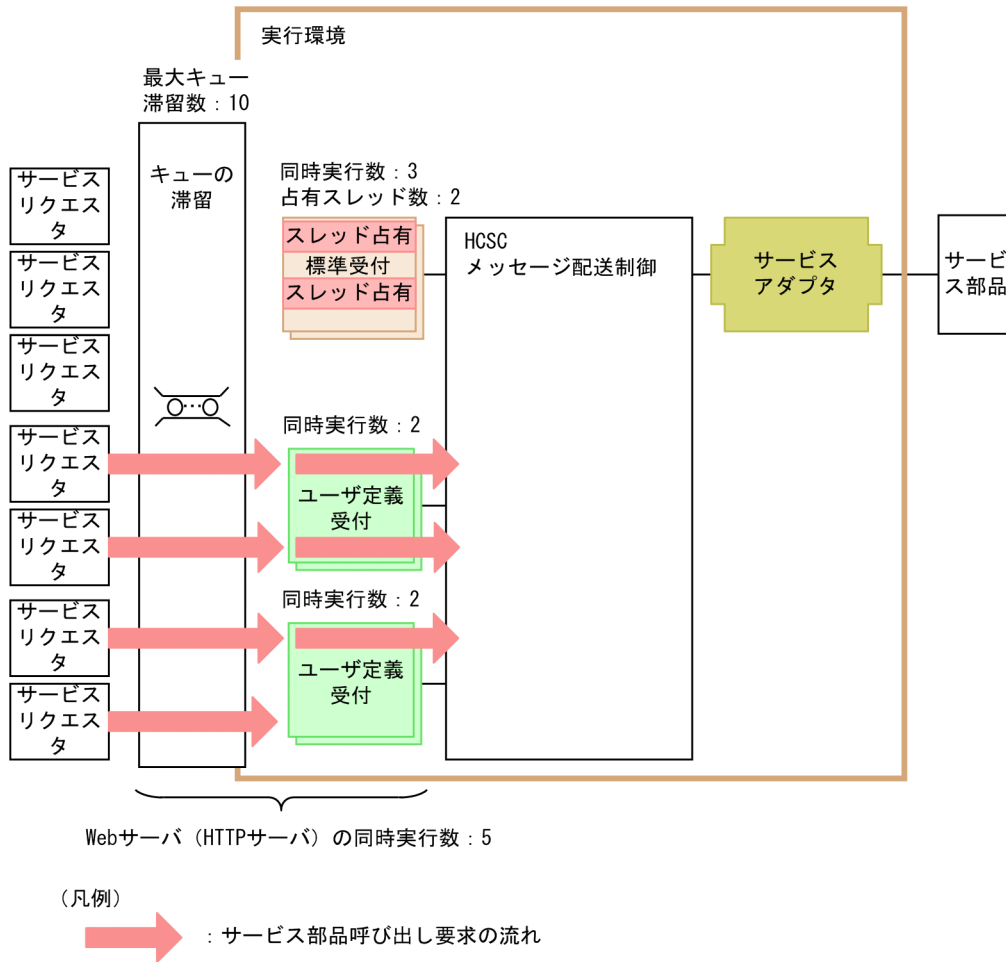 実行環境
最大キュー
滞留数：10
キューの
滞留
同時実行数：3
占有スレッド数：2
スレッド占有
標準受付
スレッド占有
HCSC
メッセージ配送制御
サービス
アダプタ
サービ
ス部品
サービス
リクエス
タ
サービス
リクエス
タ
サービス
リクエス
タ
サービス
リクエス
タ
サービス
リクエス
タ
サービス
リクエス
タ
サービス
リクエス
タ
同時実行数：2
ユーザ定義
受付
同時実行数：2
ユーザ定義
受付
Webサーバ（HTTPサーバ）の同時実行数：5
（凡例）
：サービス部品呼び出し要求の流れ